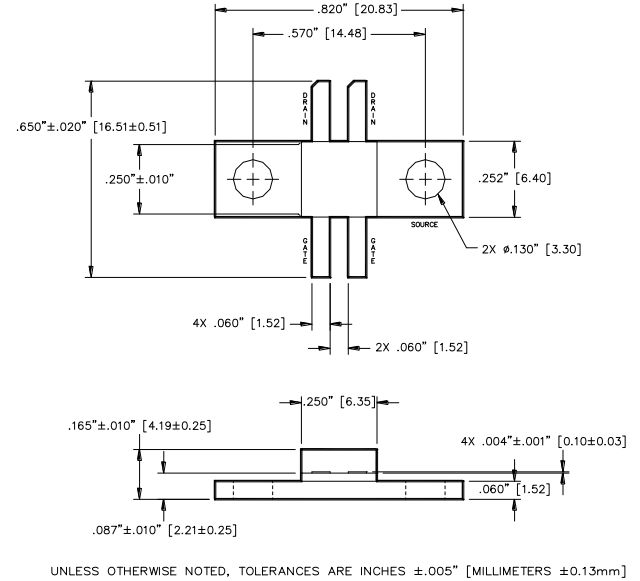 .820" [20.83]
.570" [14.48]
DRAIN
DRAIN
.650"±.020" [16.51±0.51]
.250"±.010"
.252" [6.40]
SOURCE
GATE
GATE
2X ø.130" [3.30]
4X .060" [1.52]
2X .060" [1.52]
.250" [6.35]
.165"±.010" [4.19±0.25]
4X .004"±.001" [0.10±0.03]
.060" [1.52]
.087"±.010" [2.21±0.25]
UNLESS OTHERWISE NOTED, TOLERANCES ARE INCHES ±.005" [MILLIMETERS ±0.13mm]